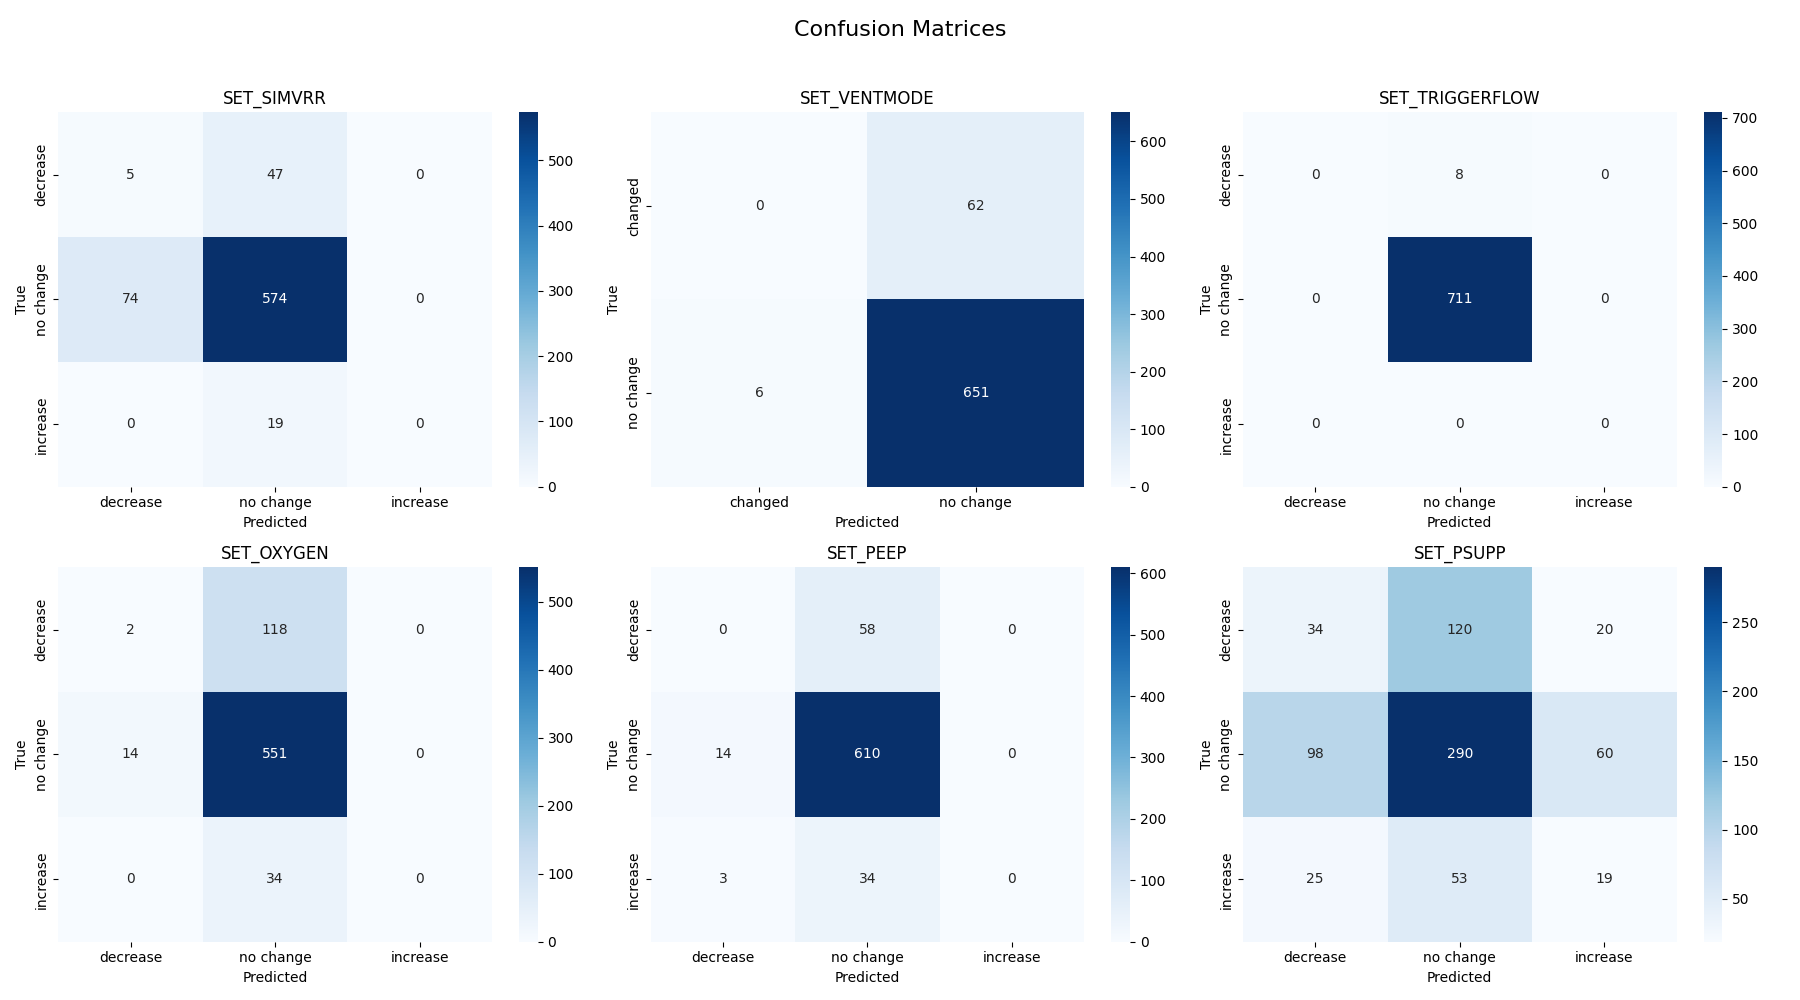 Confusion Matrices
SET_SIMVRR
True
decrease
no change
increase
5 47 0
74 574 0
0 19 0
decrease no change increase
Predicted
500
400
300
200
100
0
SET_VENTMODE
True
changed
no change
0 62
6 651
changed no change
Predicted
600
500
400
300
200
100
0
SET_TRIGGERFLOW
True
decrease
no change
increase
0 8 0
0 711 0
0 0 0
decrease no change increase
Predicted
700
600
500
400
300
200
100
0
SET_OXYGEN
True
decrease
no change
increase
2 118 0
14 551 0
0 34 0
decrease no change increase
Predicted
500
400
300
200
100
0
SET_PEEP
True
decrease
no change
increase
0 58 0
14 610 0
3 34 0
decrease no change increase
Predicted
600
500
400
300
200
100
0
SET_PSUPP
True
decrease
no change
increase
34 120 20
98 290 60
25 53 19
decrease no change increase
Predicted
250
200
150
100
50